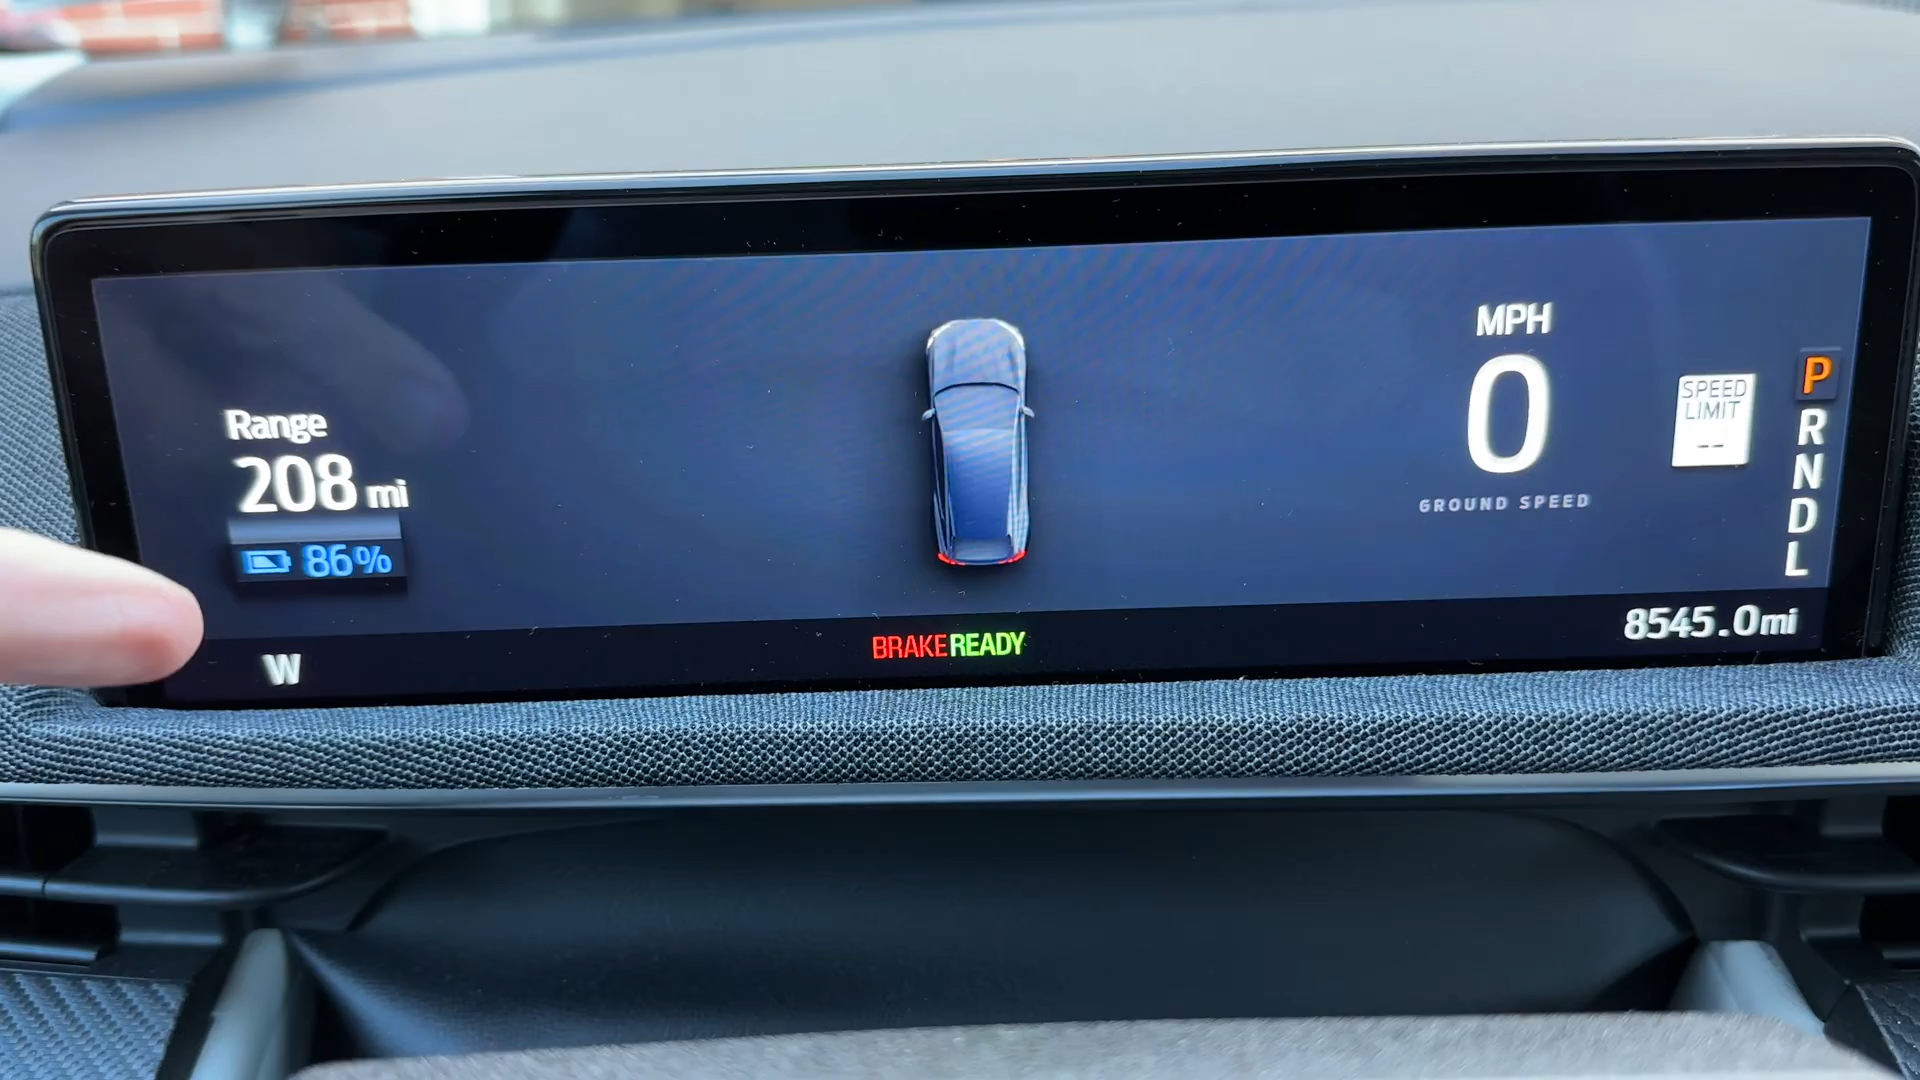 Range
208 mi
86%
W
BRAKE READY
MPH
0
GROUND SPEED
SPEED
LIMIT
--
P
R
N
D
L
8545.0mi